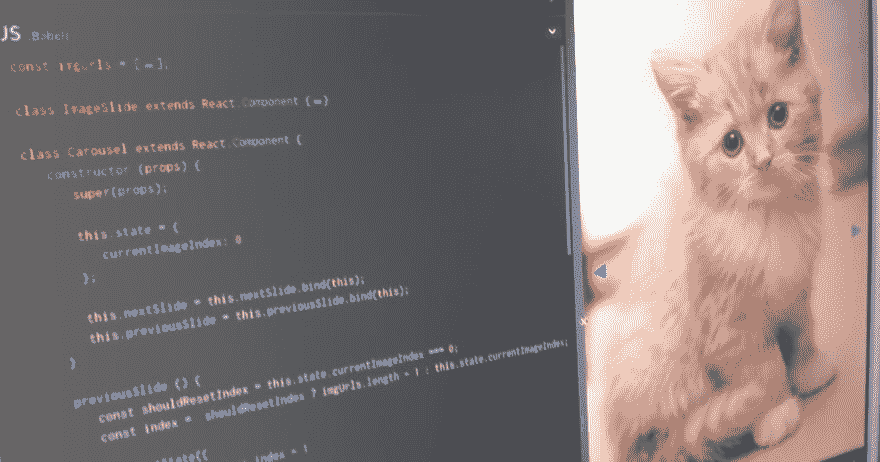 JS Babel
const imgUrls = [↔];
class ImageSlide extends React.Component {↔}
class Carousel extends React.Component {
constructor (props) {
super(props);
this.state = {
currentImageIndex: 0
};
this.nextSlide = this.nextSlide.bind(this);
this.previousSlide = this.previousSlide.bind(this);
}
previousSlide () {
const shouldResetIndex = this.state.currentImageIndex === 0;
const index = shouldResetIndex ? imgUrls.length - 1 : this.state.currentImageIndex;
index - 1